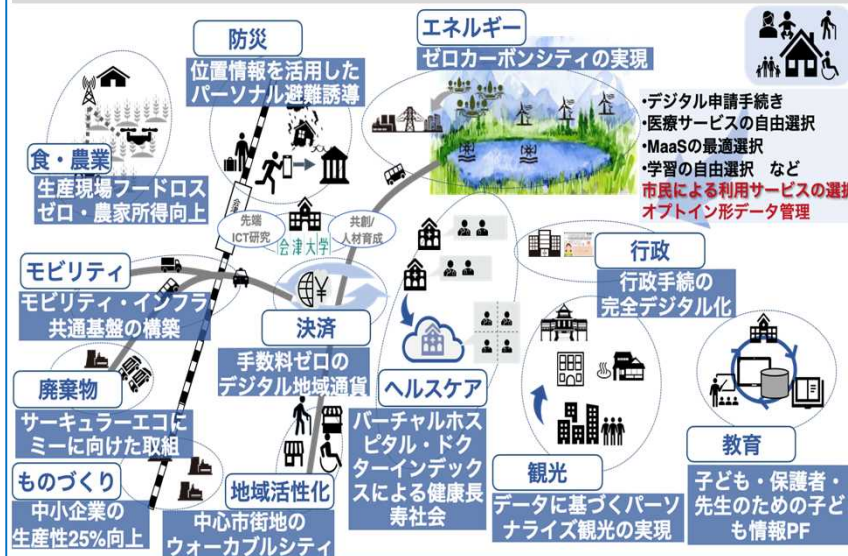 防災
位置情報を活用した
パーソナル避難誘導
エネルギー
ゼロカーボンシティの実現
•デジタル申請手続き
•医療サービスの自由選択
•MaaSの最適選択
•学習の自由選択 など
市民による利用サービスの選択
オプトイン形データ管理
食・農業
生産現場フードロス
ゼロ・農家所得向上
先端
ICT研究
会津大学
共創/
人材育成
モビリティ
モビリティ・インフラ
共通基盤の構築
決済
手数料ゼロの
デジタル地域通貨
行政
行政手続の
完全デジタル化
廃棄物
サーキュラーエコに
ミーに向けた取組
ヘルスケア
バーチャルホス
ピタル・ドク
ターインデック
スによる健康長
寿社会
観光
データに基づくパーソ
ナライズ観光の実現
教育
子ども・保護者・
先生のための子ど
も情報PF
ものづくり
中小企業の
生産性25%向上
地域活性化
中心市街地の
ウォーカブルシティ